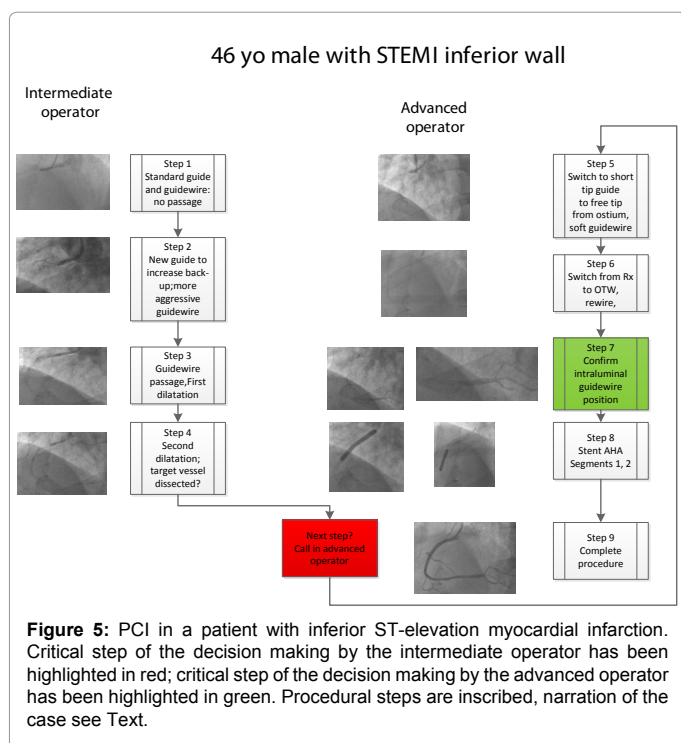 46 yo male with STEMI inferior wall
Intermediate
operator
Advanced
operator
Step 1
Standard guide
and guidewire:
no passage
Step 2
New guide to
increase back-
up;more
aggressive
guidewire
Step 3
Guidewire
passage,First
dilatation
Step 4
Second
dilatation;
target vessel
dissected?
Next step?
Call in advanced
operator
Step 5
Switch to short
tip guide
to free tip
from ostium,
soft guidewire
Step 6
Switch from Rx
to OTW,
rewire,
Step 7
Confirm
intraluminal
guidewire
position
Step 8
Stent AHA
Segments 1, 2
Step 9
Complete
procedure
Figure 5: PCI in a patient with inferior ST-elevation myocardial infarction.
Critical step of the decision making by the intermediate operator has been
highlighted in red; critical step of the decision making by the advanced operator
has been highlighted in green. Procedural steps are inscribed, narration of the
case see Text.